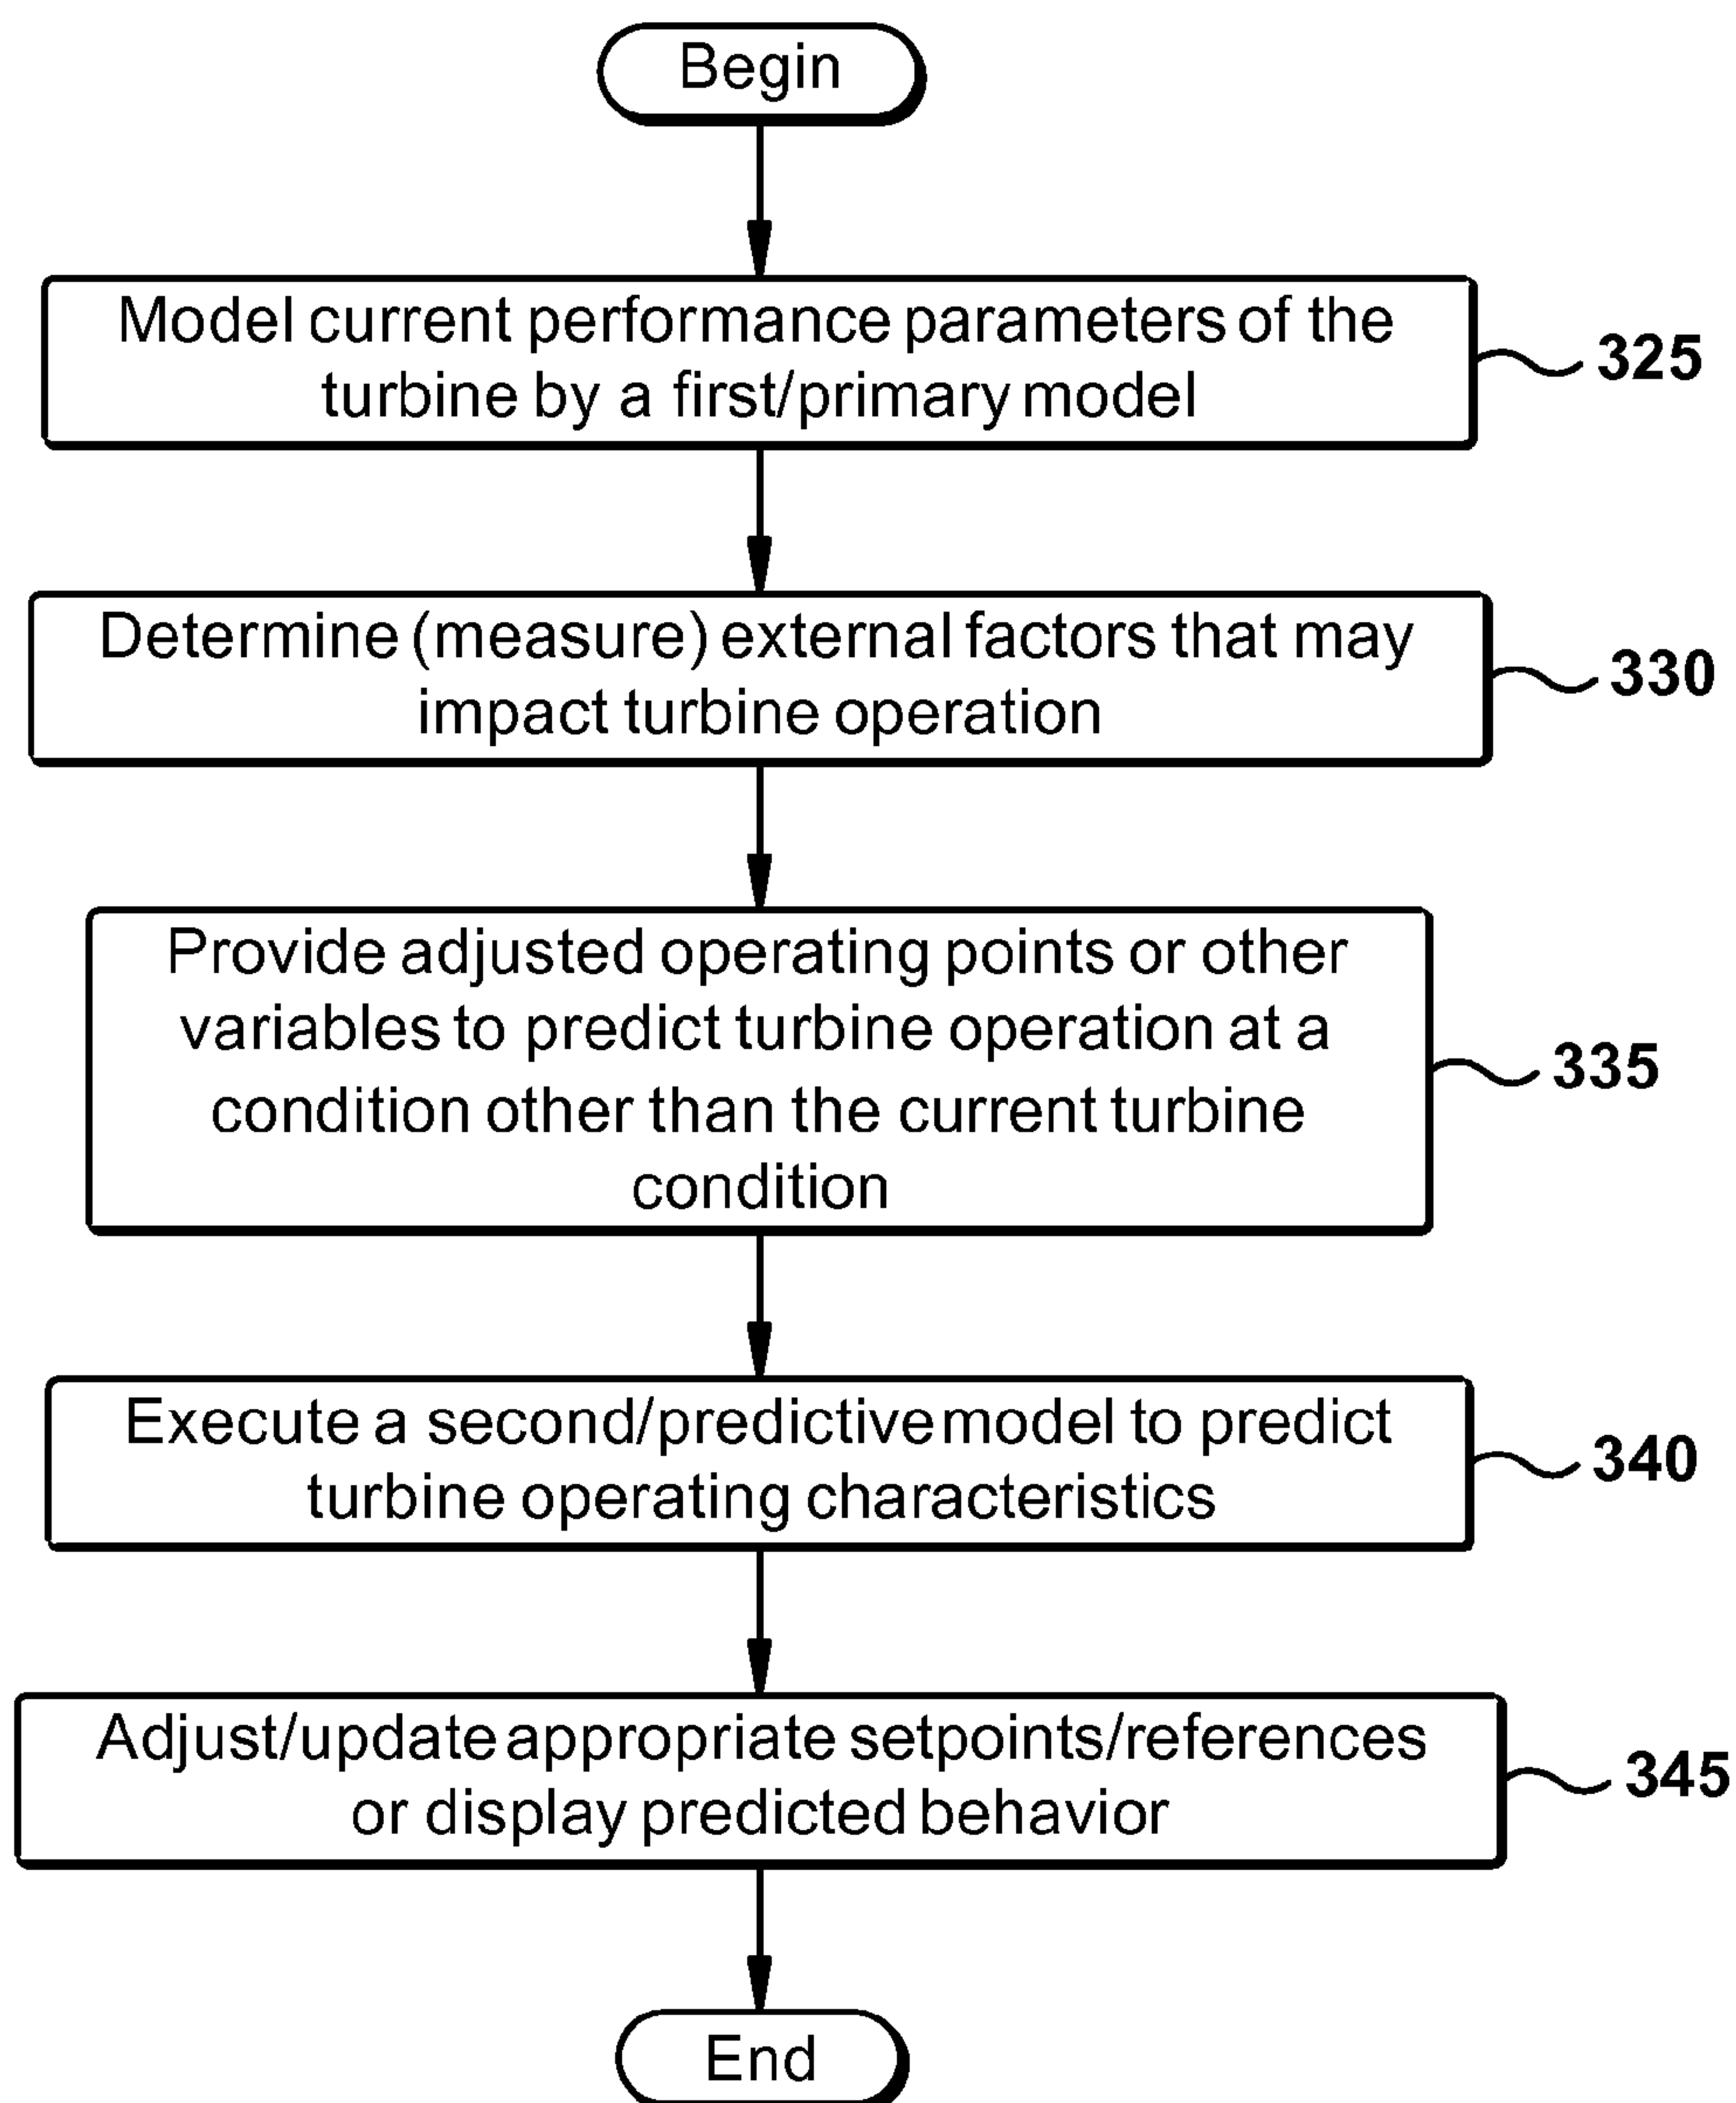 Begin
Model current performance parameters of the
turbine by a first/primary model
325
Determine (measure) external factors that may
impact turbine operation
330
Provide adjusted operating points or other
variables to predict turbine operation at a
condition other than the current turbine
condition
335
Execute a second/predictive model to predict
turbine operating characteristics
340
Adjust/update appropriate setpoints/references
or display predicted behavior
345
End